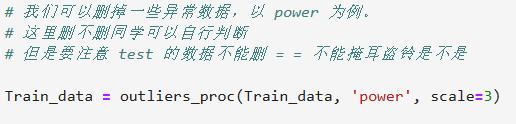 # 我们可以删掉一些异常数据，以 power 为例。
# 这里删不删同学可以自行判断
# 但是要注意 test 的数据不能删 = = 不能掩耳盗铃是不是
Train_data = outliers_proc(Train_data, 'power', scale=3)